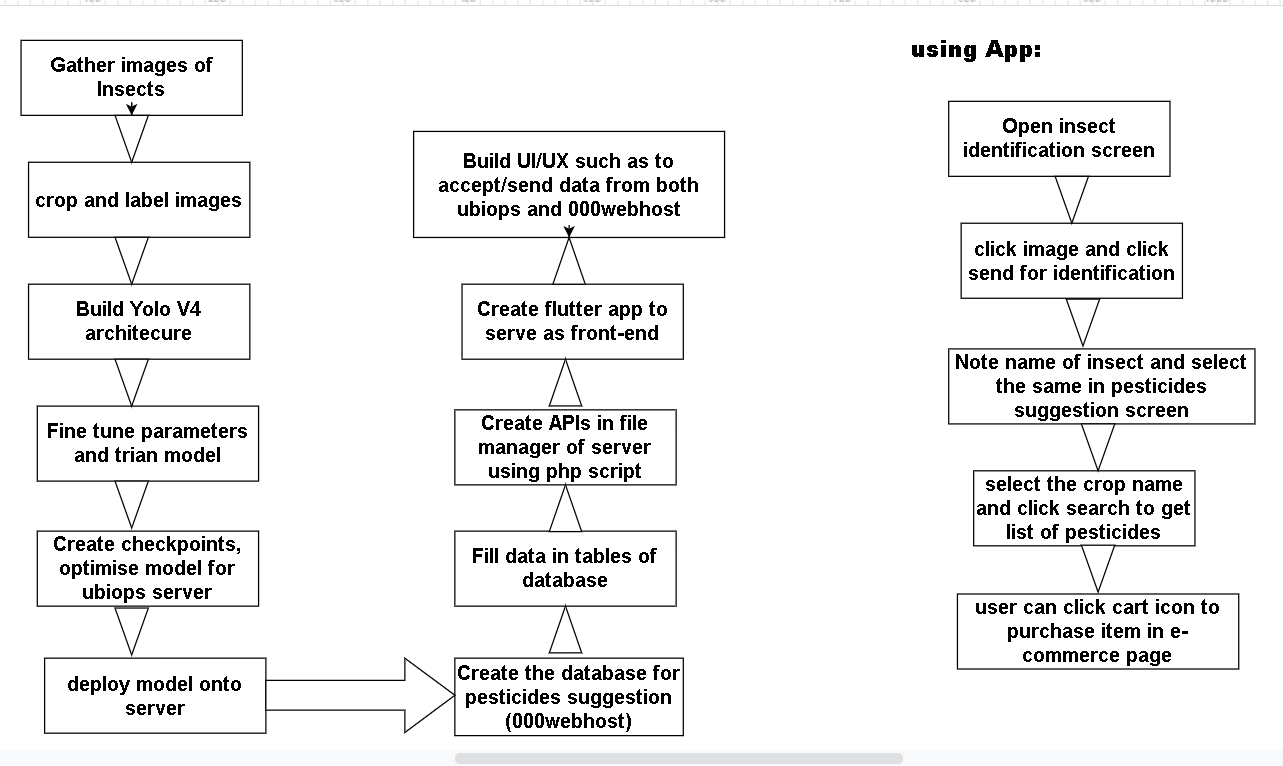 Gather images of
Insects
crop and label images
Build Yolo V4
architecure
Fine tune parameters
and trian model
Create checkpoints,
optimise model for
ubiops server
deploy model onto
server
Create the database for
pesticides suggestion
(000webhost)
Fill data in tables of
database
Create APIs in file
manager of server
using php script
Create flutter app to
serve as front-end
Build UI/UX such as to
accept/send data from both
ubiops and 000webhost
using App:
Open insect
identification screen
click image and click
send for identification
Note name of insect and select
the same in pesticides
suggestion screen
select the crop name
and click search to get
list of pesticides
user can click cart icon to
purchase item in e-
commerce page